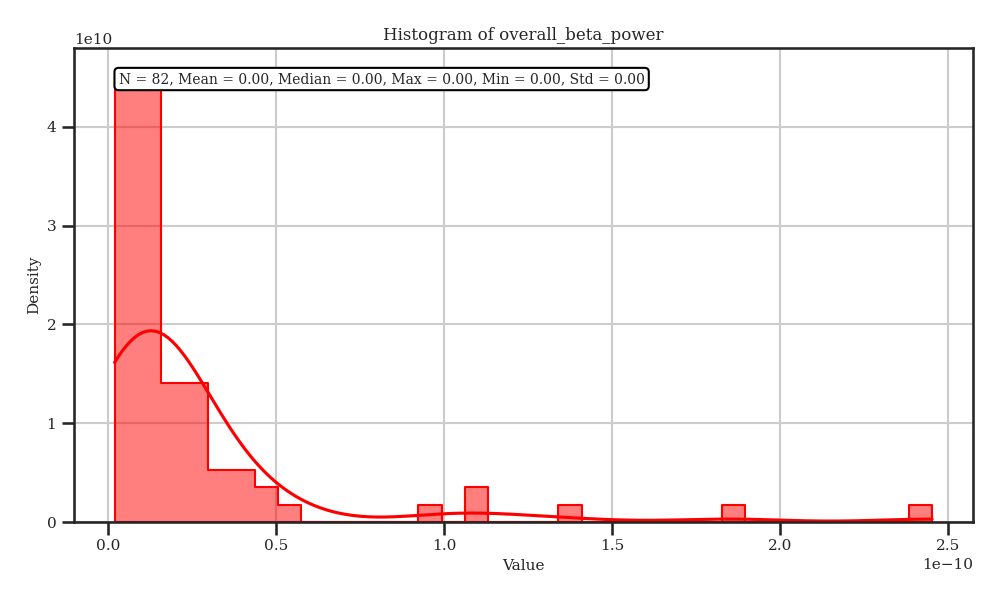 Histogram of overall_beta_power
1e10
N = 82, Mean = 0.00, Median = 0.00, Max = 0.00, Min = 0.00, Std = 0.00
4
3
2
1
0
Density
0.0 0.5 1.0 1.5 2.0 2.5
1e−10
Value